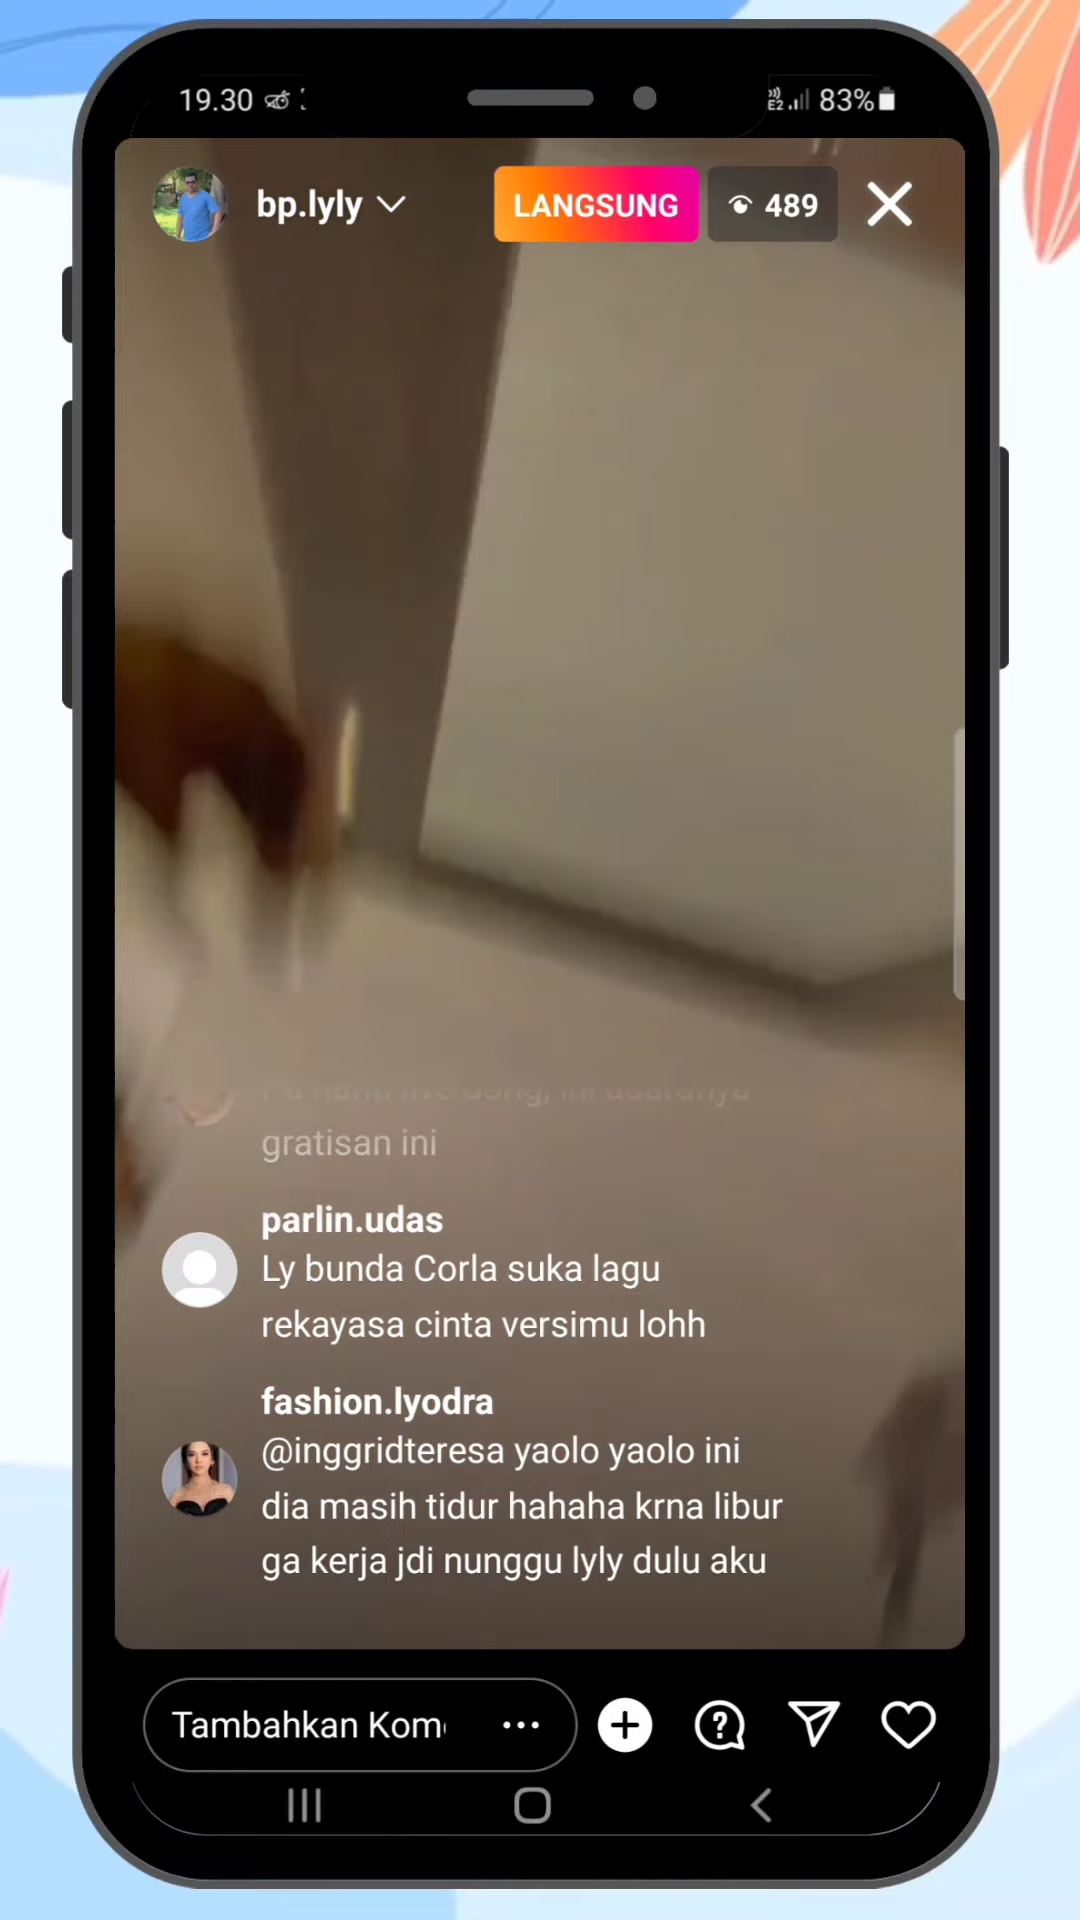 19.30
83%
bp.lyly
LANGSUNG
489
gratisan ini
parlin.udas
Ly bunda Corla suka lagu
rekayasa cinta versimu lohh
fashion.lyodra
@inggridteresa yaolo yaolo ini
dia masih tidur hahaha krna libur
ga kerja jdi nunggu lyly dulu aku
Tambahkan Kom